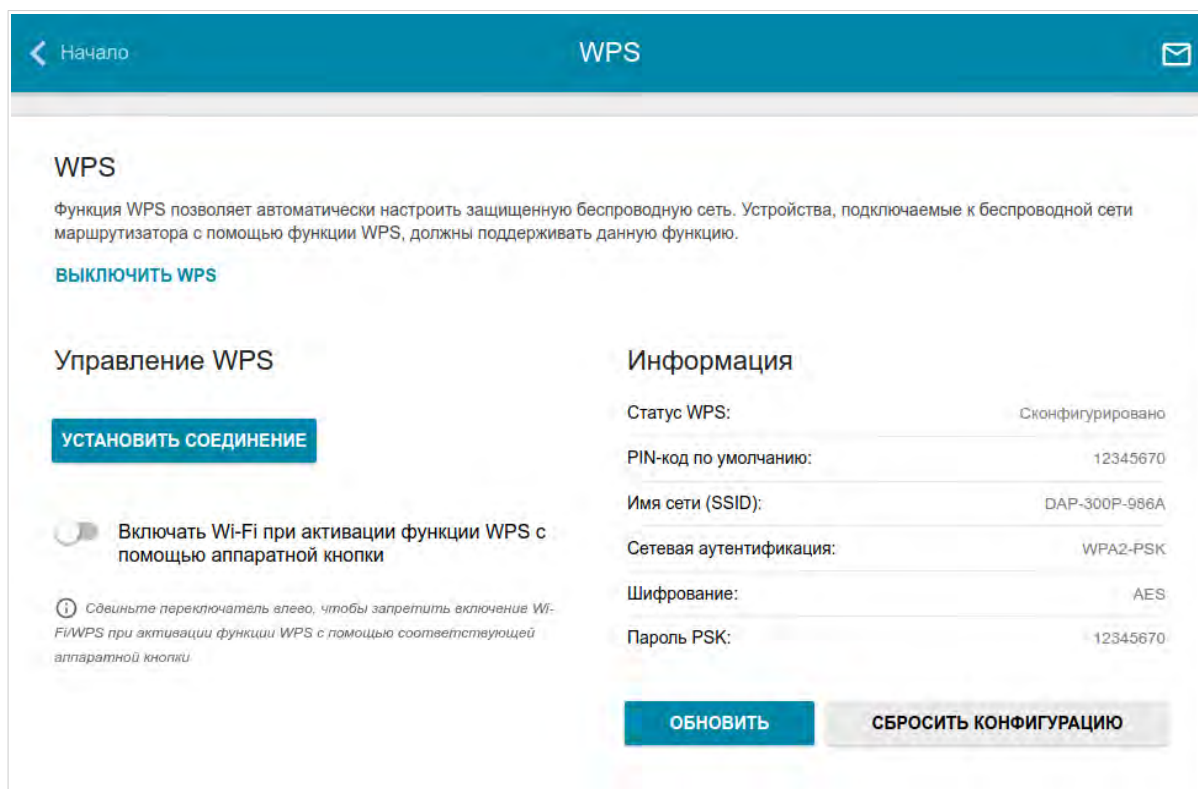 Начало
WPS
WPS
Функция WPS позволяет автоматически настроить защищенную беспроводную сеть. Устройства, подключаемые к беспроводной сети
маршрутизатора с помощью функции WPS, должны поддерживать данную функцию.
ВЫКЛЮЧИТЬ WPS
Управление WPS
УСТАНОВИТЬ СОЕДИНЕНИЕ
Включать Wi-Fi при активации функции WPS с
помощью аппаратной кнопки
Сдвиньте переключатель влево, чтобы запретить включение Wi-
Fi/WPS при активации функции WPS с помощью соответствующей
аппаратной кнопки
Информация
Статус WPS: Сконфигурировано
PIN-код по умолчанию: 12345670
Имя сети (SSID): DAP-300P-986A
Сетевая аутентификация: WPA2-PSK
Шифрование: AES
Пароль PSK: 12345670
ОБНОВИТЬ СБРОСИТЬ КОНФИГУРАЦИЮ